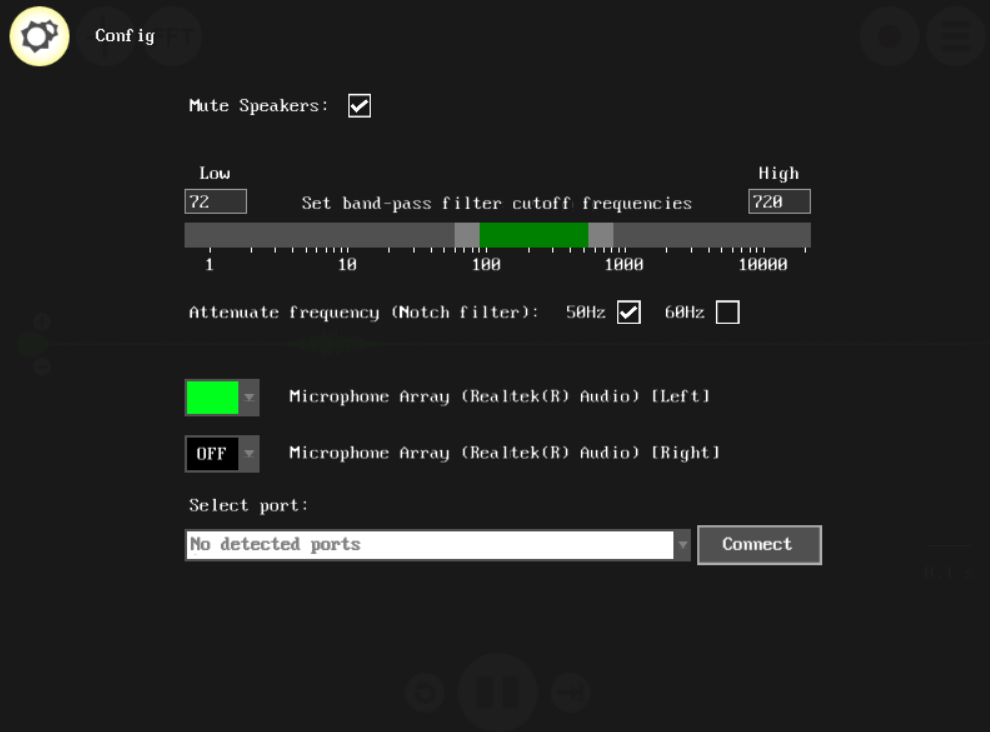 Config
Mute Speakers:
Low
High
72
Set band-pass filter cutoff frequencies
720
1 10 100 1000 10000
Attenuate frequency (Notch filter): 50Hz 60Hz
Microphone Array (Realtek(R) Audio) [Left]
OFF
Microphone Array (Realtek(R) Audio) [Right]
Select port:
No detected ports
Connect